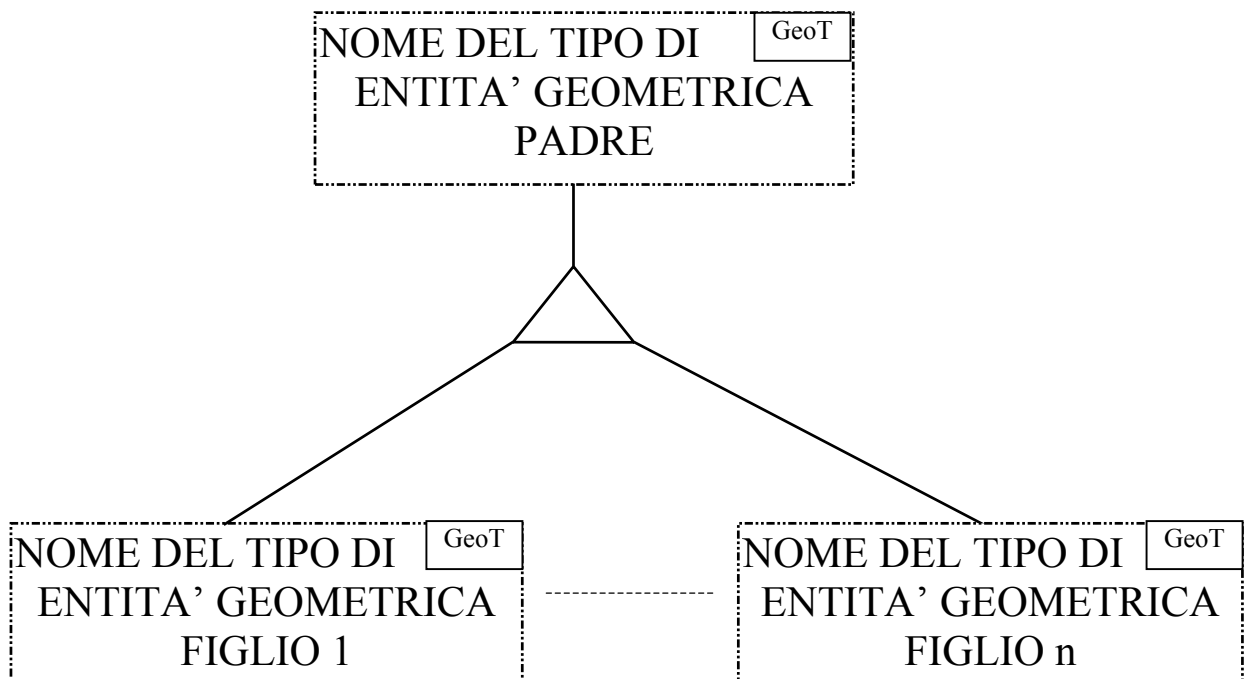 NOME DEL TIPO DI
GeoT
ENTITA’ GEOMETRICA
PADRE
NOME DEL TIPO DI
GeoT
ENTITA’ GEOMETRICA
FIGLIO 1
NOME DEL TIPO DI
GeoT
ENTITA’ GEOMETRICA
FIGLIO n